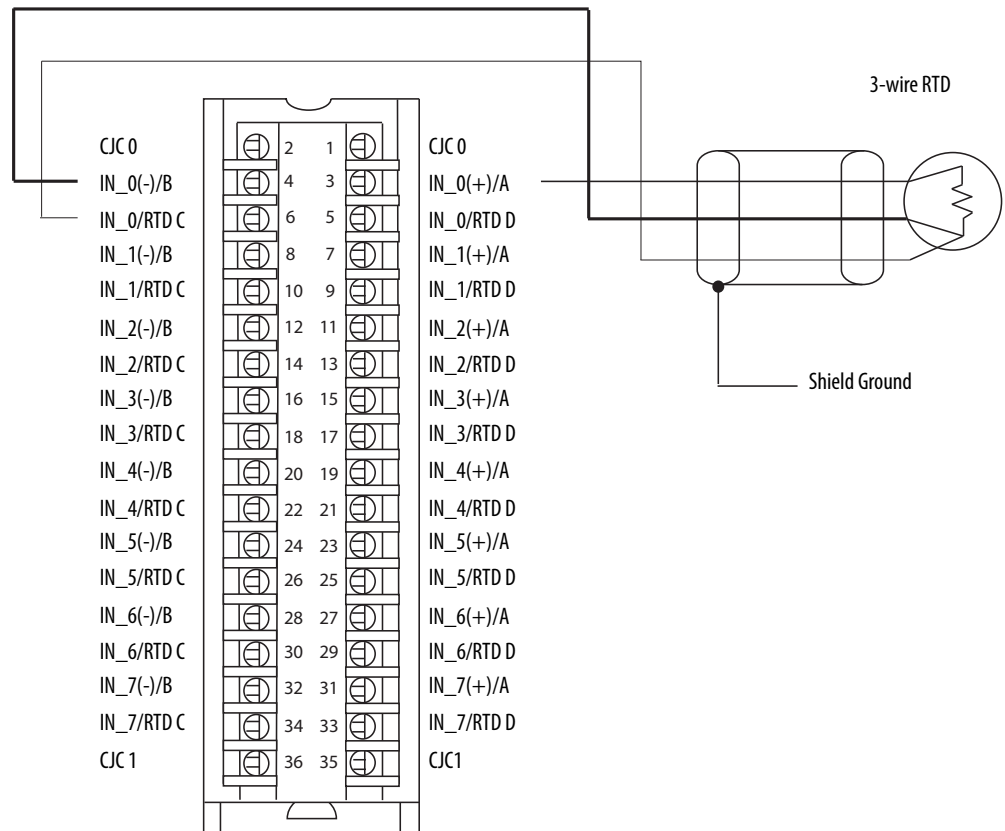 3-wire RTD
CJC 0 2 1 CJC 0
IN_0(-)/B 4 3 IN_0(+)/A
IN_0/RTD C 6 5 IN_0/RTD D
IN_1(-)/B 8 7 IN_1(+)/A
IN_1/RTD C 10 9 IN_1/RTD D
IN_2(-)/B 12 11 IN_2(+)/A
IN_2/RTD C 14 13 IN_2/RTD D
Shield Ground
IN_3(-)/B 16 15 IN_3(+)/A
IN_3/RTD C 18 17 IN_3/RTD D
IN_4(-)/B 20 19 IN_4(+)/A
IN_4/RTD C 22 21 IN_4/RTD D
IN_5(-)/B 24 23 IN_5(+)/A
IN_5/RTD C 26 25 IN_5/RTD D
IN_6(-)/B 28 27 IN_6(+)/A
IN_6/RTD C 30 29 IN_6/RTD D
IN_7(-)/B 32 31 IN_7(+)/A
IN_7/RTD C 34 33 IN_7/RTD D
CJC 1 36 35 CJC1